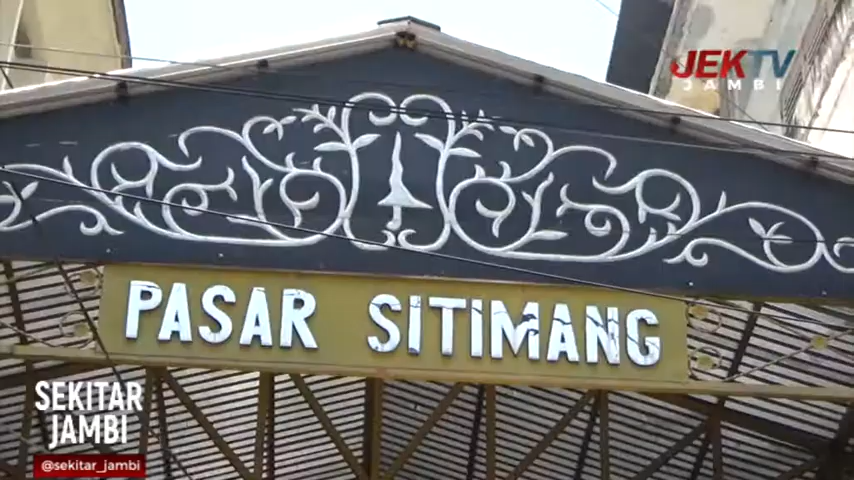 JEKTV
JAMBI
PASAR SITIMANG
SEKITAR
JAMBI
@sekitar_jambi